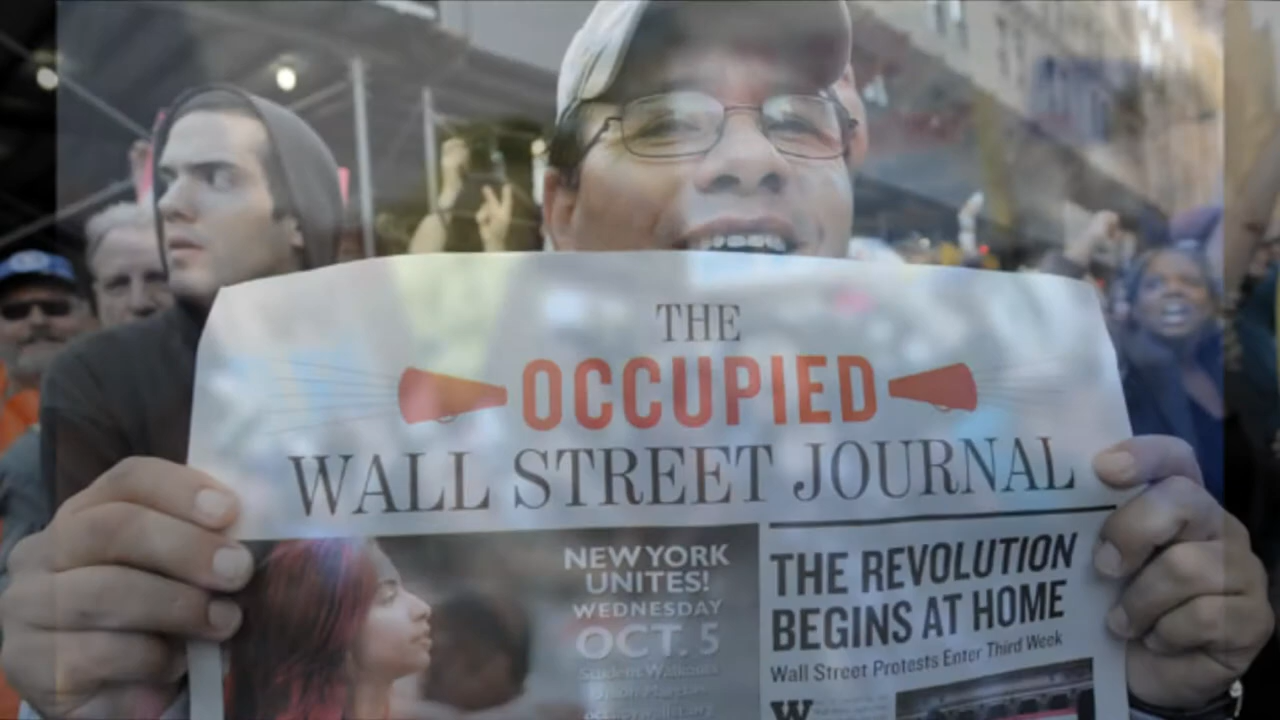 THE
OCCUPIED
WALL STREET JOURNAL
NEW YORK
UNITES!
WEDNESDAY
OCT. 5
THE REVOLUTION
BEGINS AT HOME
Wall Street Protests Enter Third Week
W